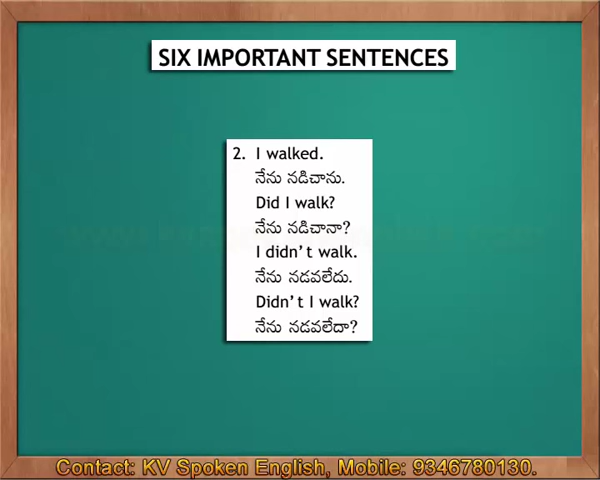 SIX IMPORTANT SENTENCES
2. I walked.
నేను నడిచాను.
Did I walk?
నేను నడిచానా?
I didn't walk.
నేను నడవలేదు.
Didn't I walk?
నేను నడవలేదా?
Contact: KV Spoken English, Mobile: 9346780130.